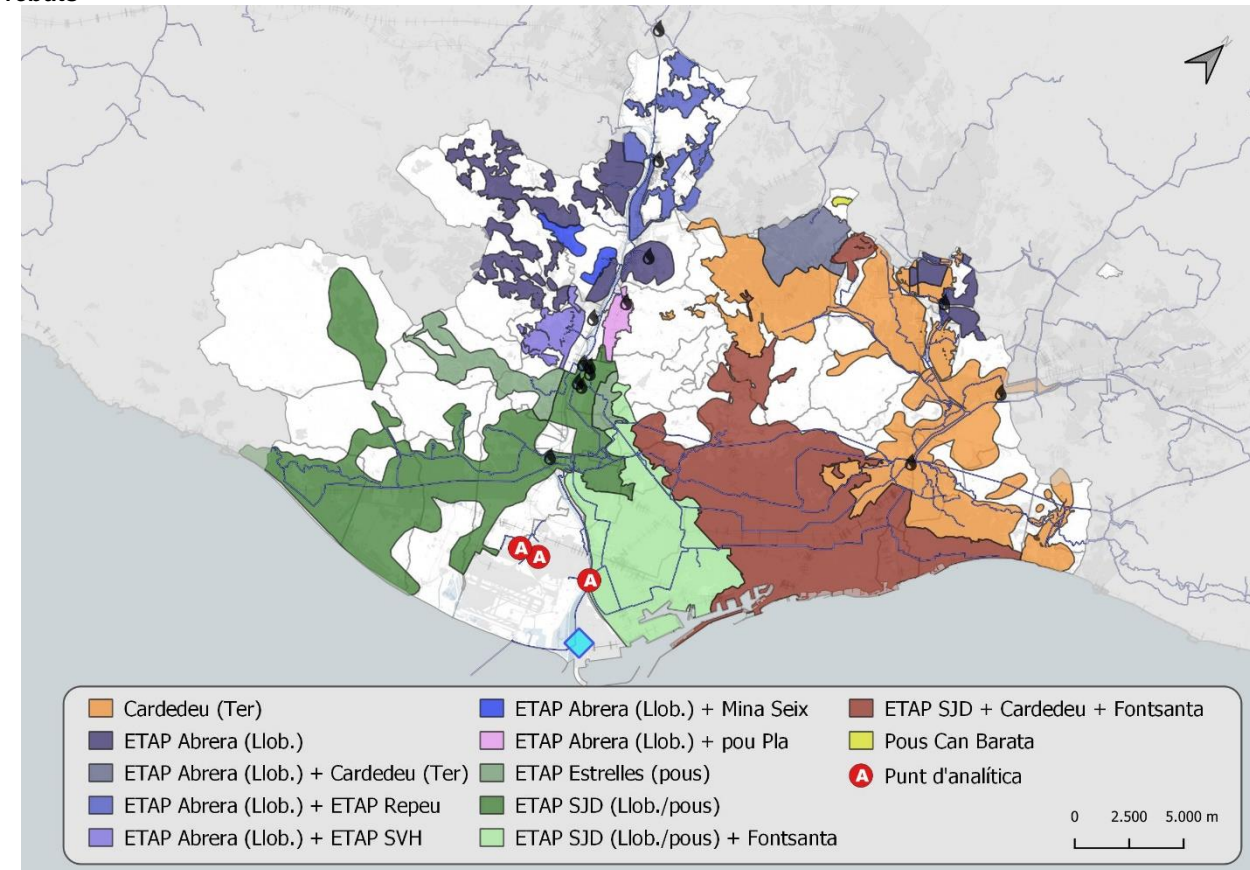 A
A
A
Cardedeu (Ter)
ETAP Abrera (Llob.)
ETAP Abrera (Llob.) + Cardedeu (Ter)
ETAP Abrera (Llob.) + ETAP Repeu
ETAP Abrera (Llob.) + ETAP SVH
ETAP Abrera (Llob.) + Mina Seix
ETAP Abrera (Llob.) + pou Pla
ETAP Estrelles (pous)
ETAP SJD (Llob./pous)
ETAP SJD (Llob./pous) + Fontsanta
ETAP SJD + Cardedeu + Fontsanta
Pous Can Barata
A Punt d'analítica
0 2.500 5.000 m